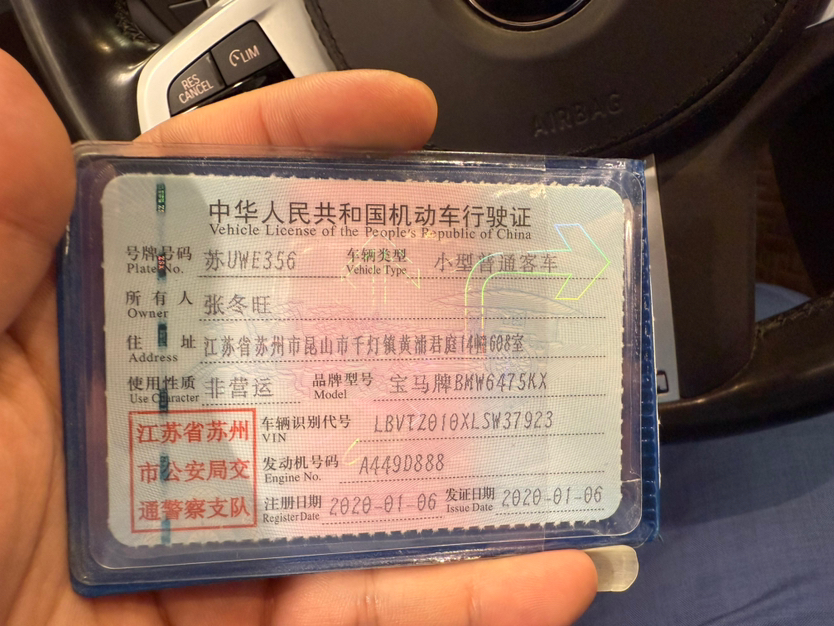 LIM
RES
CANCEL
AIRBAG
中华人民共和国机动车行驶证
Vehicle License of the People's Republic of China
号牌号码 苏UWE356 车辆类型 小型普通客车
Plate No. Vehicle Type
所有人 张冬旺
Owner
住址 江苏省苏州市昆山市千灯镇黄浦君庭14幢608室
Address
使用性质 非营运 品牌型号 宝马牌BMW6475KX
Use Character Model
江苏省苏州
市公安局交
通警察支队
车辆识别代号 LBVTZ010XLSW37923
VIN
发动机号码 A449D888
Engine No.
注册日期 2020-01-06 发证日期 2020-01-06
Register Date Issue Date